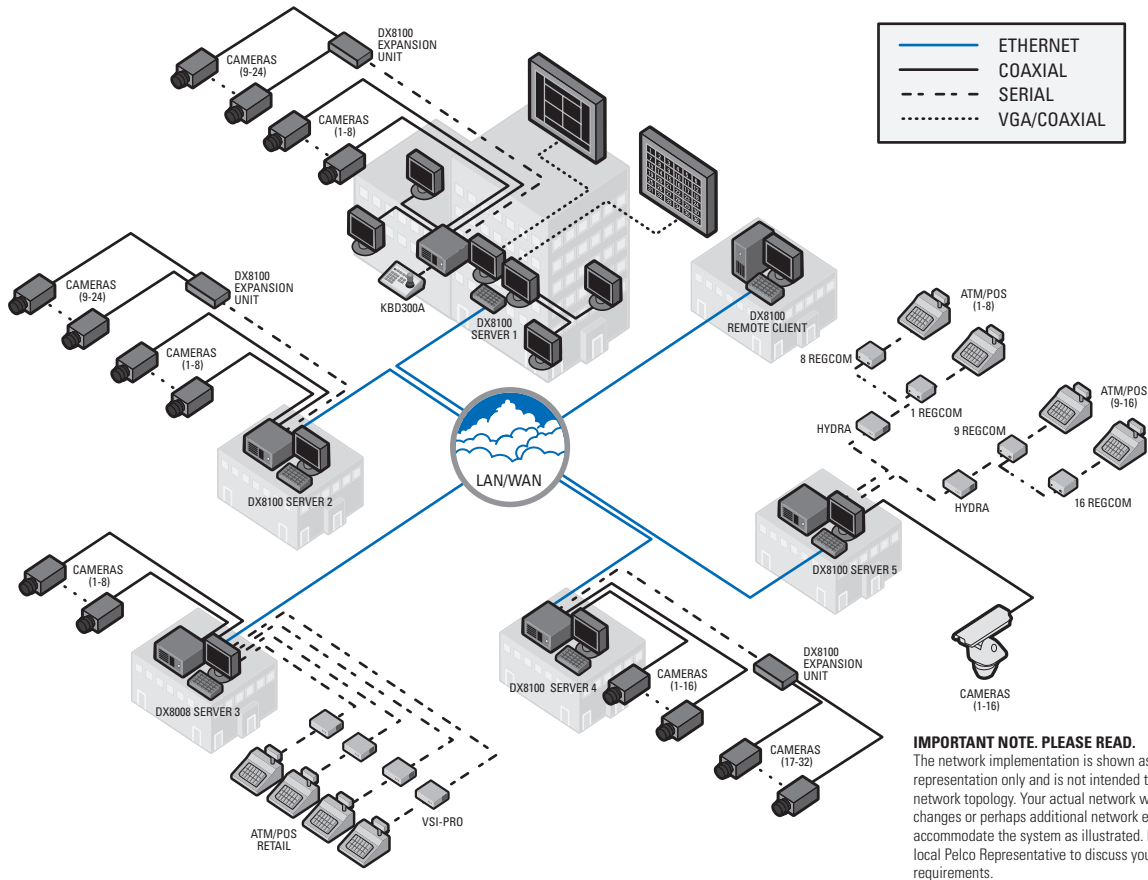 DX8100
EXPANSION
UNIT
CAMERAS
(9-24)
CAMERAS
(1-8)
ETHERNET
COAXIAL
SERIAL
VGA/COAXIAL
DX8100
EXPANSION
UNIT
CAMERAS
(9-24)
CAMERAS
(1-8)
KBD300A
DX8100
SERVER 1
DX8100
REMOTE CLIENT
ATM/POS
(1-8)
8 REGCOM
1 REGCOM
HYDRA
ATM/POS
(9-16)
9 REGCOM
16 REGCOM
HYDRA
LAN/WAN
DX8100 SERVER 2
DX8100 SERVER 5
CAMERAS
(1-8)
DX8008 SERVER 3
DX8100 SERVER 4
CAMERAS
(1-16)
DX8100
EXPANSION
UNIT
CAMERAS
(17-32)
CAMERAS
(1-16)
VSI-PRO
ATM/POS
RETAIL
IMPORTANT NOTE. PLEASE READ.
The network implementation is shown as
representation only and is not intended
network topology. Your actual network
changes or perhaps additional network
accommodate the system as illustrated.
local Pelco Representative to discuss
requirements.